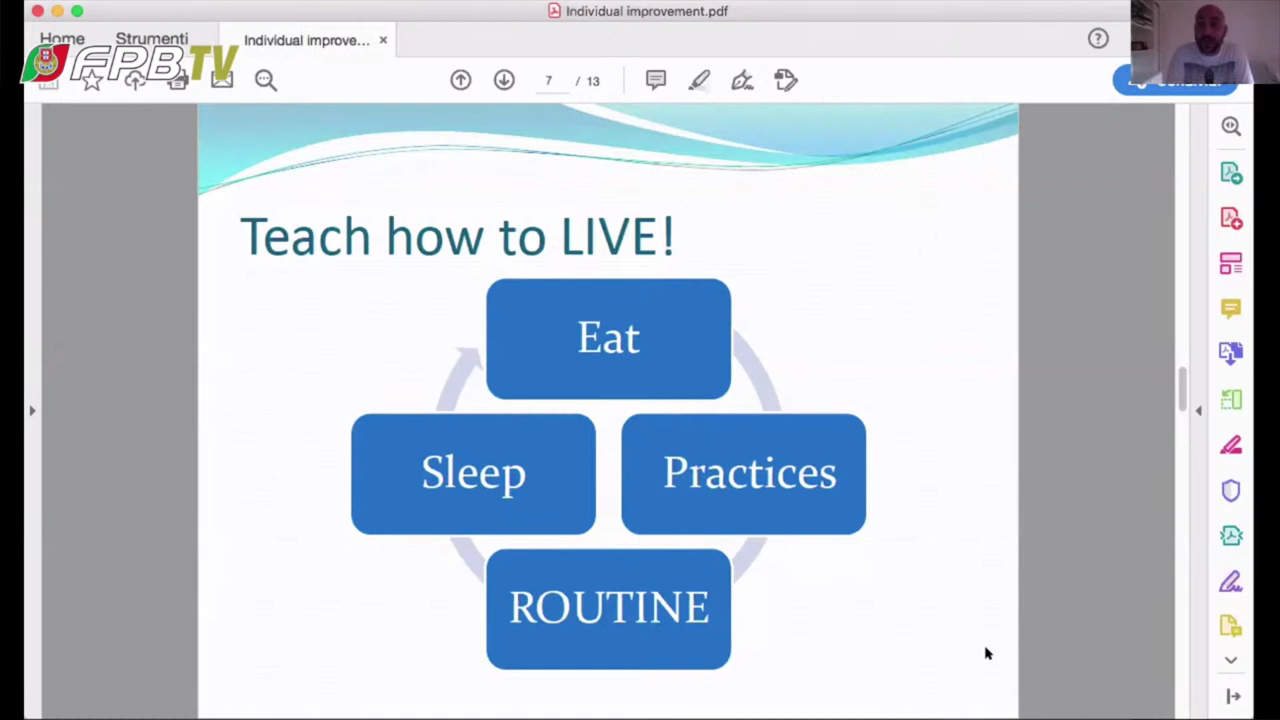 Individual improvement.pdf
Home Strumenti Individual improve... ×
FPBTV
7 / 13
Teach how to LIVE!
Eat
Sleep Practices
ROUTINE